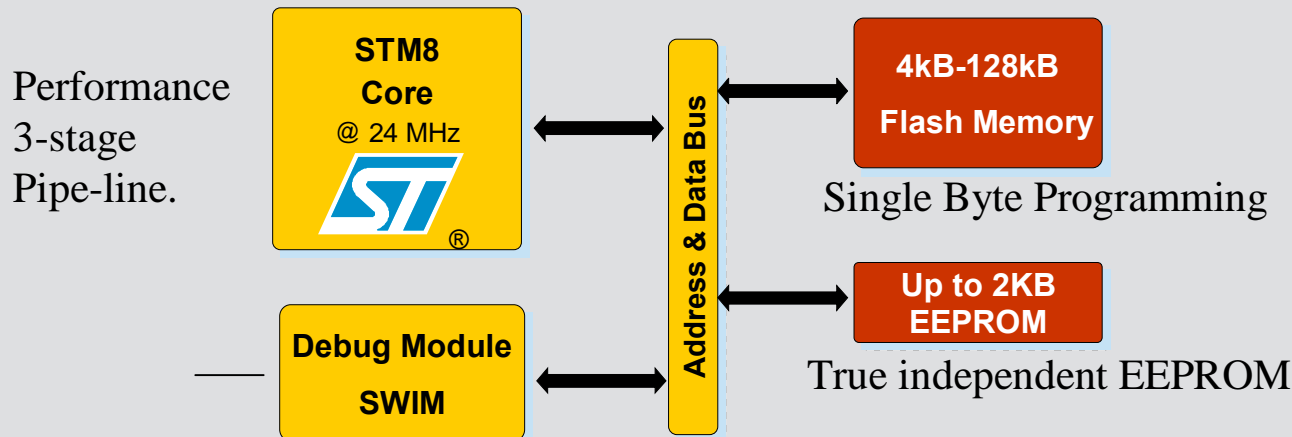 Performance
3-stage
Pipe-line.
STM8
Core
@ 24 MHz
ST
®
Debug Module
SWIM
Address & Data Bus
4kB-128kB
Flash Memory
Single Byte Programming
Up to 2KB
EEPROM
True independent EEPROM